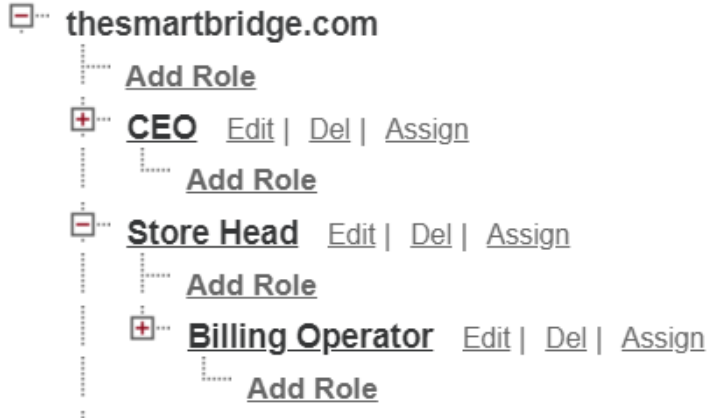 thesmartbridge.com
Add Role
CEO Edit | Del | Assign
Add Role
Store Head Edit | Del | Assign
Add Role
Billing Operator Edit | Del | Assign
Add Role